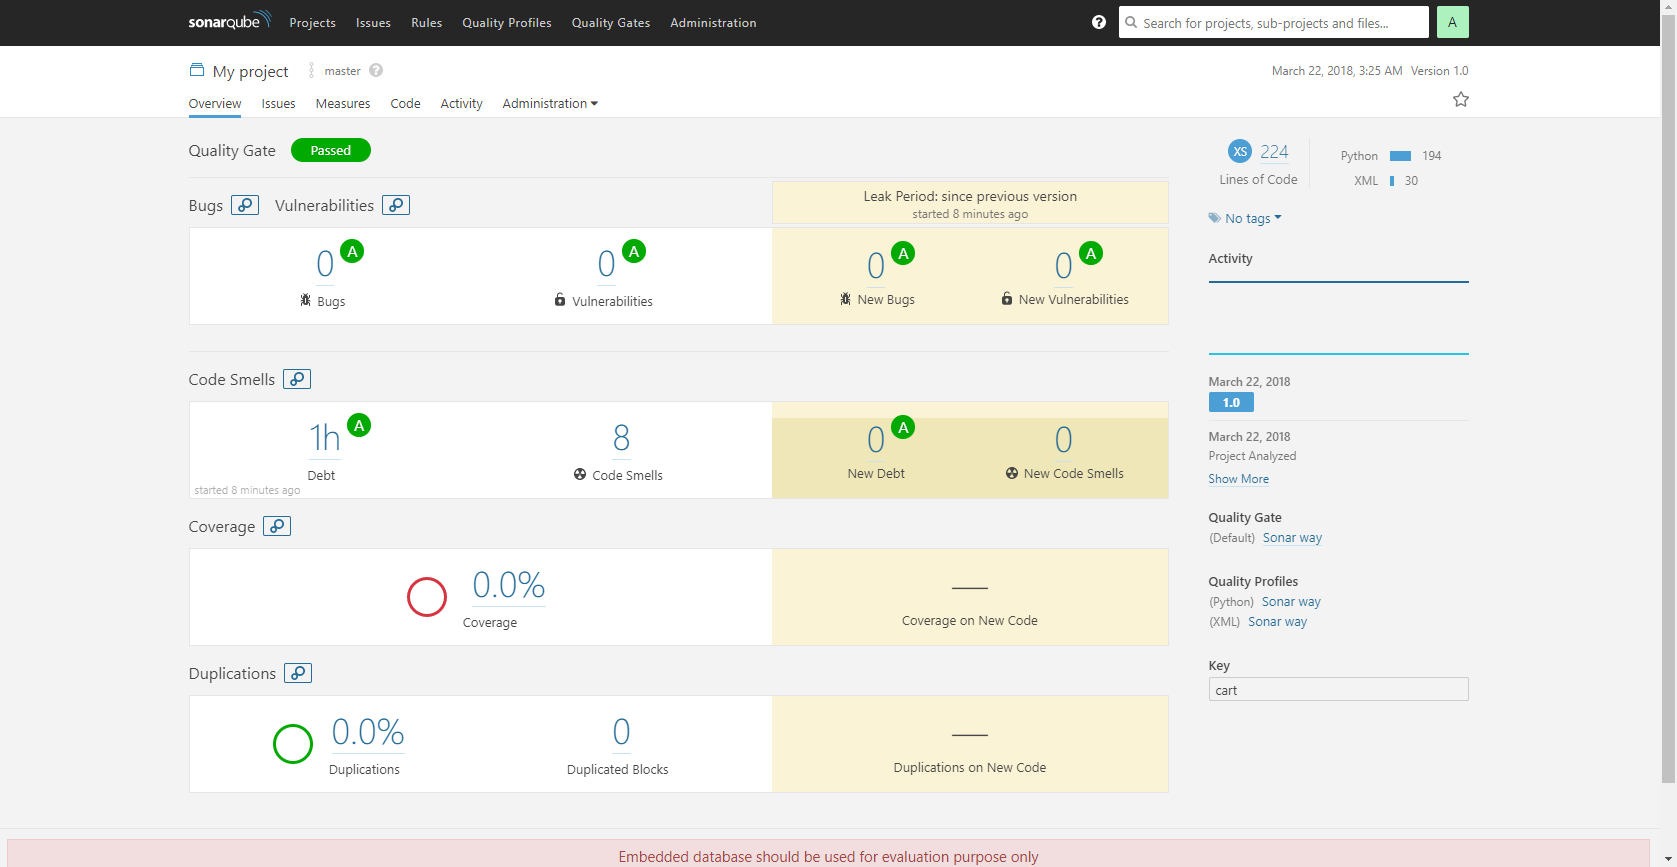 sonarqube Projects Issues Rules Quality Profiles Quality Gates Administration ? Search for projects, sub-projects and files... A
My project master ? March 22, 2018, 3:25 AM Version 1.0
Overview Issues Measures Code Activity Administration
Quality Gate Passed
Bugs Vulnerabilities
Leak Period: since previous version
started 8 minutes ago
0 A 0 A 0 A 0 A
Bugs Vulnerabilities New Bugs New Vulnerabilities
Code Smells
1h A 8 0 A 0
Debt Code Smells New Debt New Code Smells
started 8 minutes ago
Coverage
0.0% —
Coverage Coverage on New Code
Duplications
0.0% 0 —
Duplications Duplicated Blocks Duplications on New Code
XS 224
Lines of Code
Python 194
XML 30
No tags
Activity
March 22, 2018
1.0
March 22, 2018
Project Analyzed
Show More
Quality Gate
(Default) Sonar way
Quality Profiles
(Python) Sonar way
(XML) Sonar way
Key
cart
Embedded database should be used for evaluation purpose only